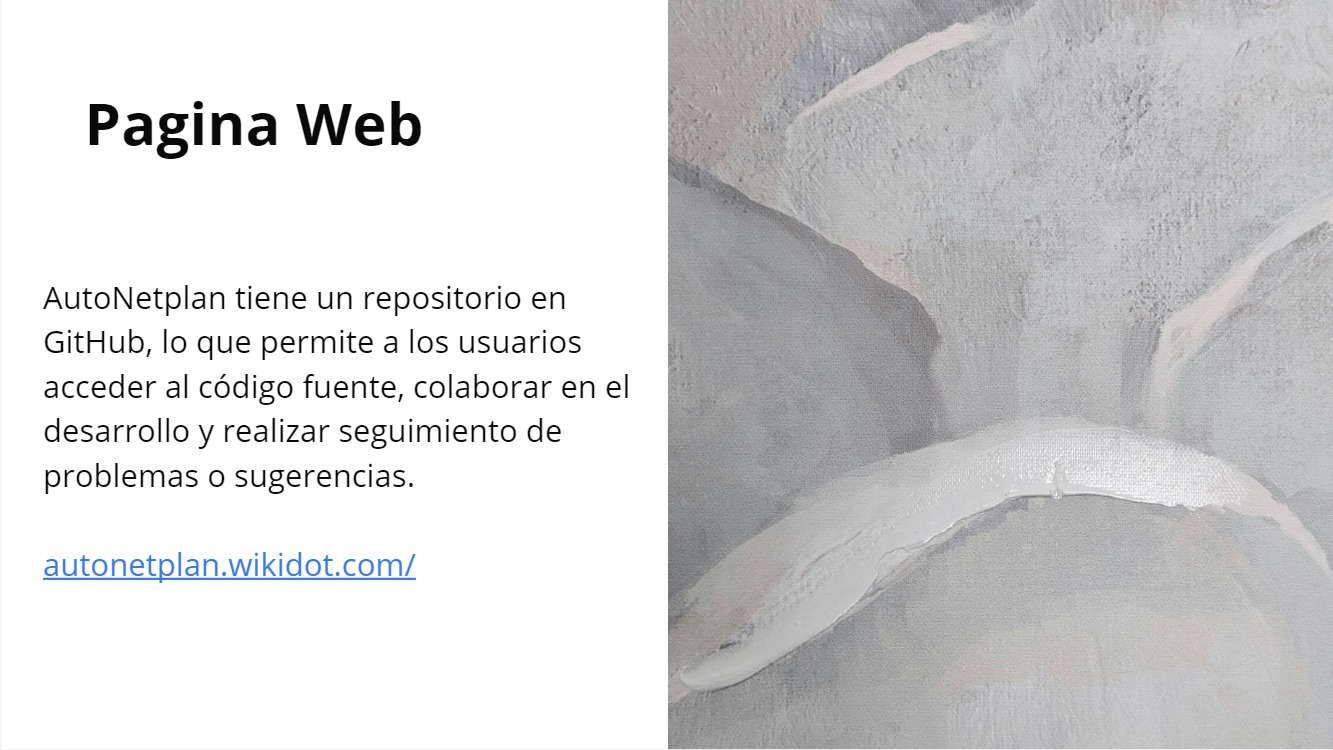 Pagina Web
AutoNetplan tiene un repositorio en
GitHub, lo que permite a los usuarios
acceder al código fuente, colaborar en el
desarrollo y realizar seguimiento de
problemas o sugerencias.
autonetplan.wikidot.com/